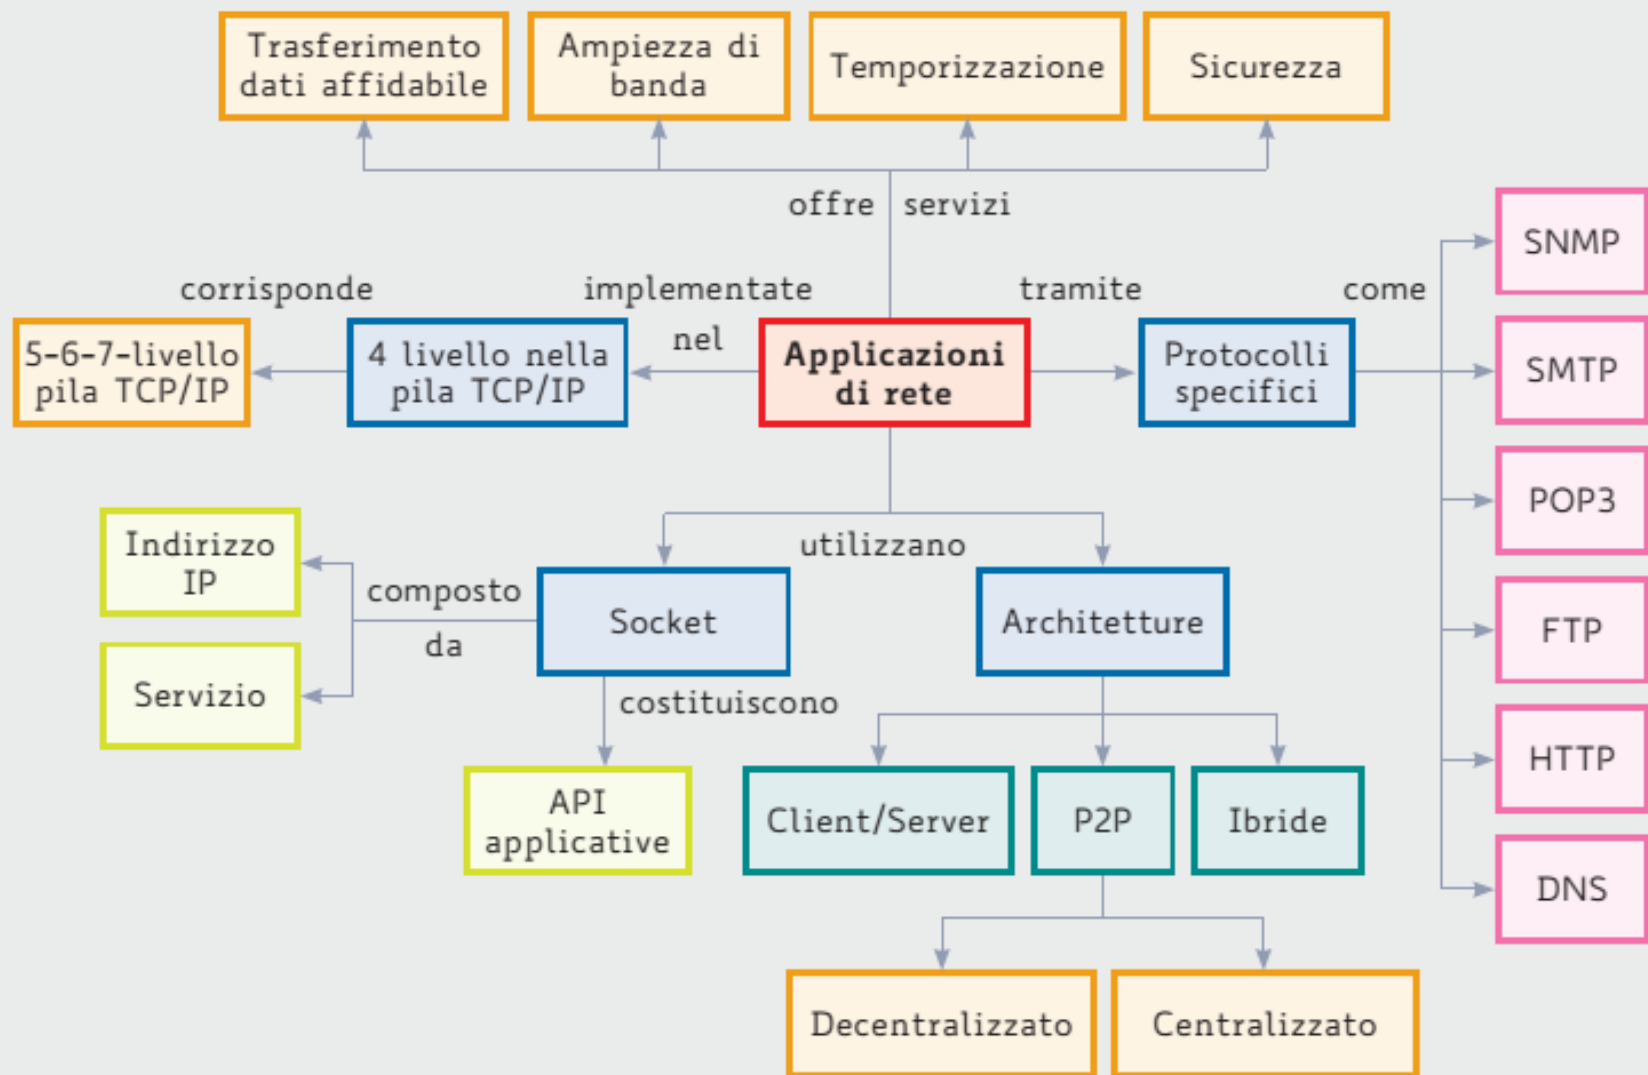 Trasferimento
dati affidabile
Ampiezza di
banda
Temporizzazione
Sicurezza
offre servizi
corrisponde
implementate
nel
tramite
come
5-6-7-livello
pila TCP/IP
4 livello nella
pila TCP/IP
Applicazioni
di rete
Protocolli
specifici
SNMP
SMTP
POP3
FTP
HTTP
DNS
utilizzano
Indirizzo
IP
Servizio
composto
da
Socket
Architetture
costituiscono
API
applicative
Client/Server
P2P
Ibride
Decentralizzato
Centralizzato